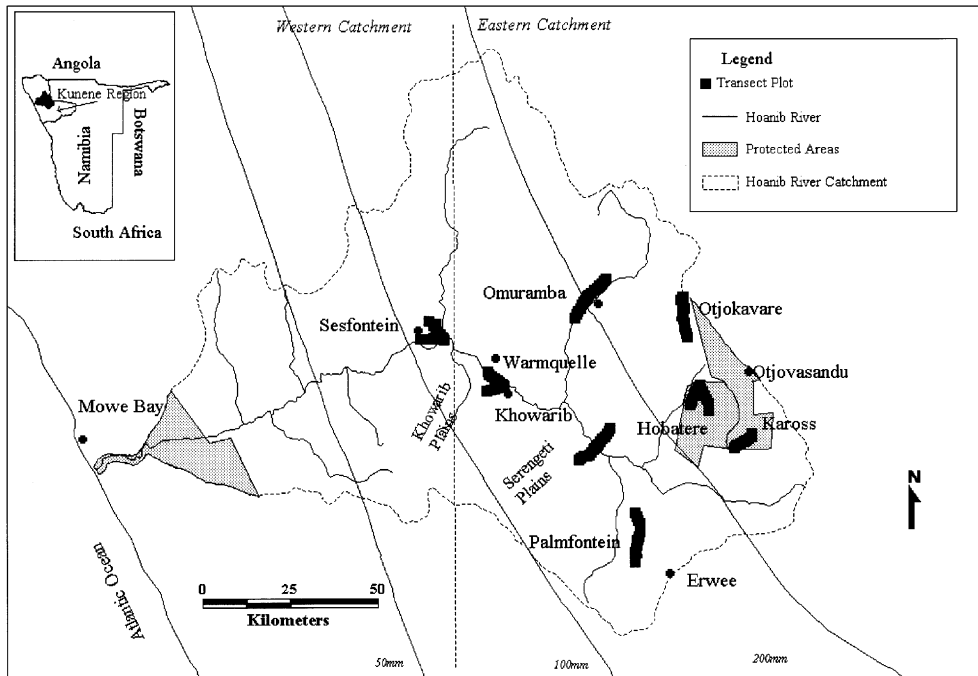 Western Catchment
Eastern Catchment
Angola
Kunene Region
Namibia
Botswana
South Africa
Legend
Transect Plot
Hoanib River
Protected Areas
Hoanib River Catchment
Omuramba
Otjokavare
Sesfontein
Warmquelle
Otjovasandu
Mowe Bay
Khowarib
Plains
Khowarib
Hobatere
Kaross
Serengeti
Plains
N
Palmfontein
Erwee
Atlantic Ocean
0 25 50
Kilometers
50mm
100mm
200mm